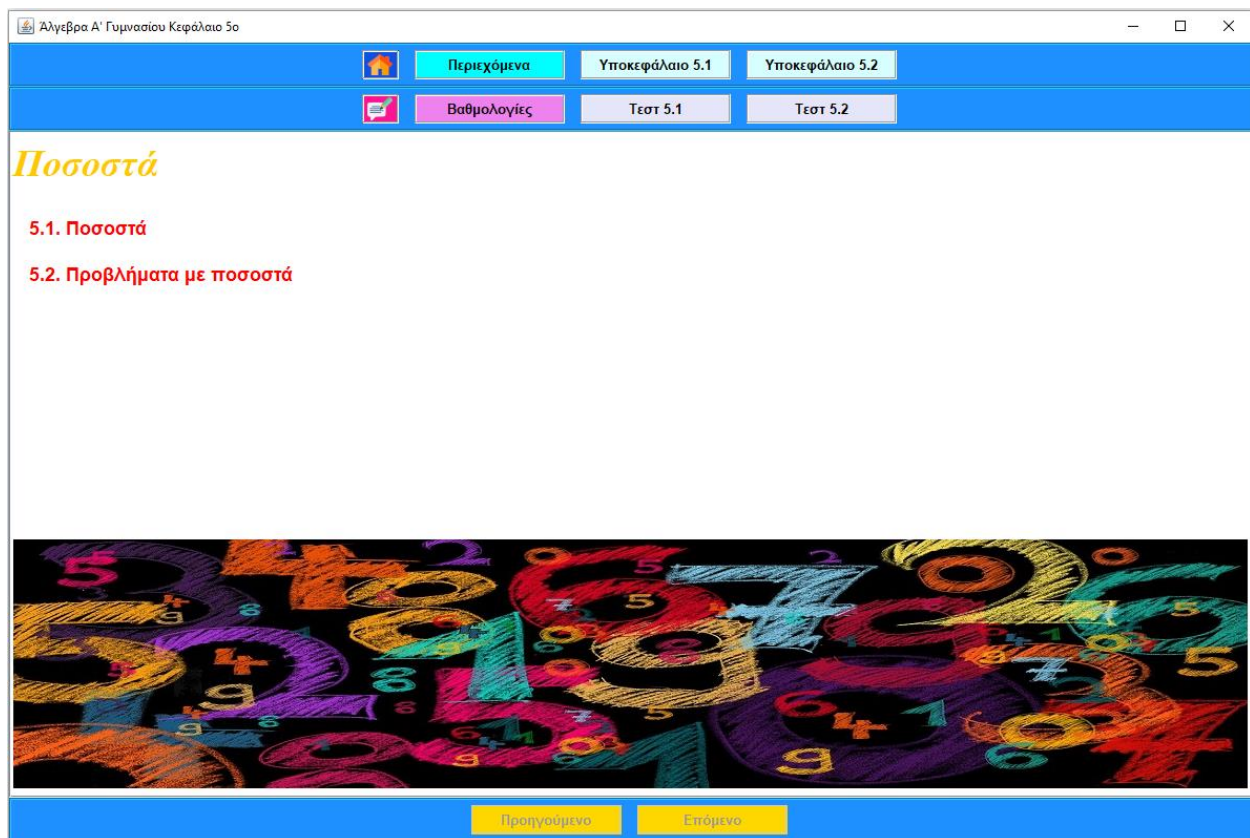 Άλγεβρα Α' Γυμνασίου Κεφάλαιο 5ο
Περιεχόμενα Υποκεφάλαιο 5.1 Υποκεφάλαιο 5.2
Βαθμολογίες Τεστ 5.1 Τεστ 5.2
Ποσοστά
5.1. Ποσοστά
5.2. Προβλήματα με ποσοστά
Προηγούμενο Επόμενο